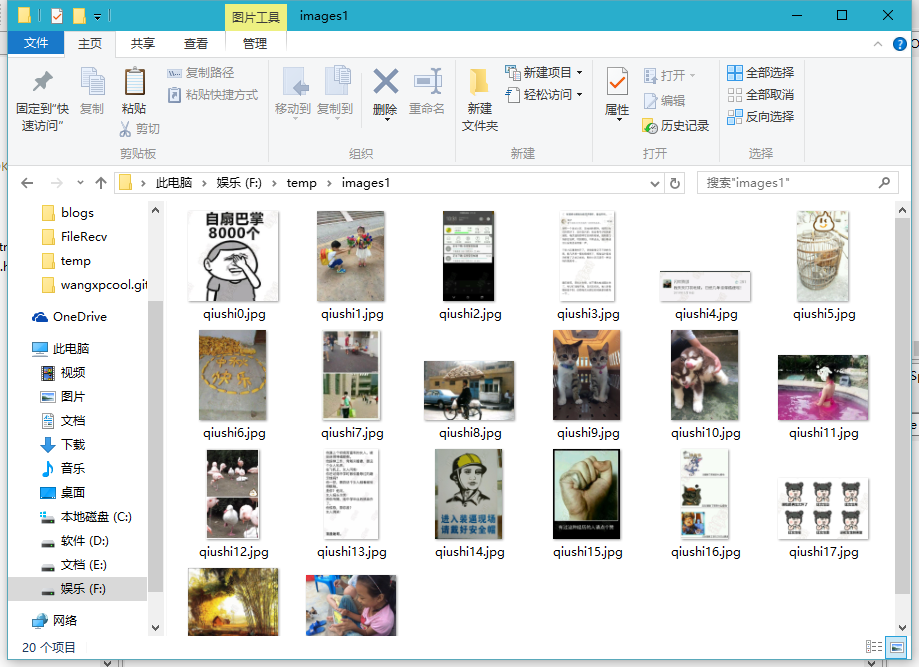 图片工具 images1
文件 主页 共享 查看 管理
固定到"快速访问"
复制
粘贴
复制路径
粘贴快捷方式
剪切
剪贴板
移动到 复制到 删除 重命名
组织
新建文件夹
新建项目
轻松访问
新建
属性
打开
编辑
历史记录
打开
全部选择
全部取消
反向选择
选择
此电脑 娱乐 (F:) temp images1
搜索"images1"
blogs
FileRecv
temp
wangxpcool.git
OneDrive
此电脑
视频
图片
文档
下载
音乐
桌面
本地磁盘 (C:)
软件 (D:)
文档 (E:)
娱乐 (F:)
网络
自扇巴掌
8000个
qiushi0.jpg qiushi1.jpg qiushi2.jpg qiushi3.jpg qiushi4.jpg qiushi5.jpg
qiushi6.jpg qiushi7.jpg qiushi8.jpg qiushi9.jpg qiushi10.jpg qiushi11.jpg
进入装逼现场
请戴好安全帽
qiushi12.jpg qiushi13.jpg qiushi14.jpg qiushi15.jpg qiushi16.jpg qiushi17.jpg
20 个项目